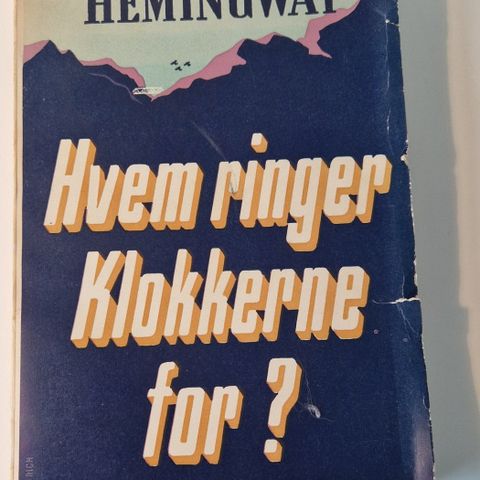 HEMINGWAY
Hvem ringer
Klokkerne
for ?